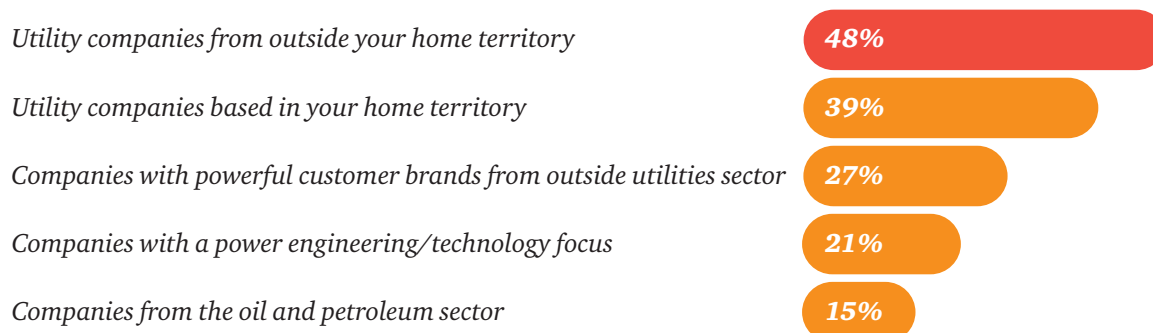 Utility companies from outside your home territory 48%
Utility companies based in your home territory 39%
Companies with powerful customer brands from outside utilities sector 27%
Companies with a power engineering/technology focus 21%
Companies from the oil and petroleum sector 15%